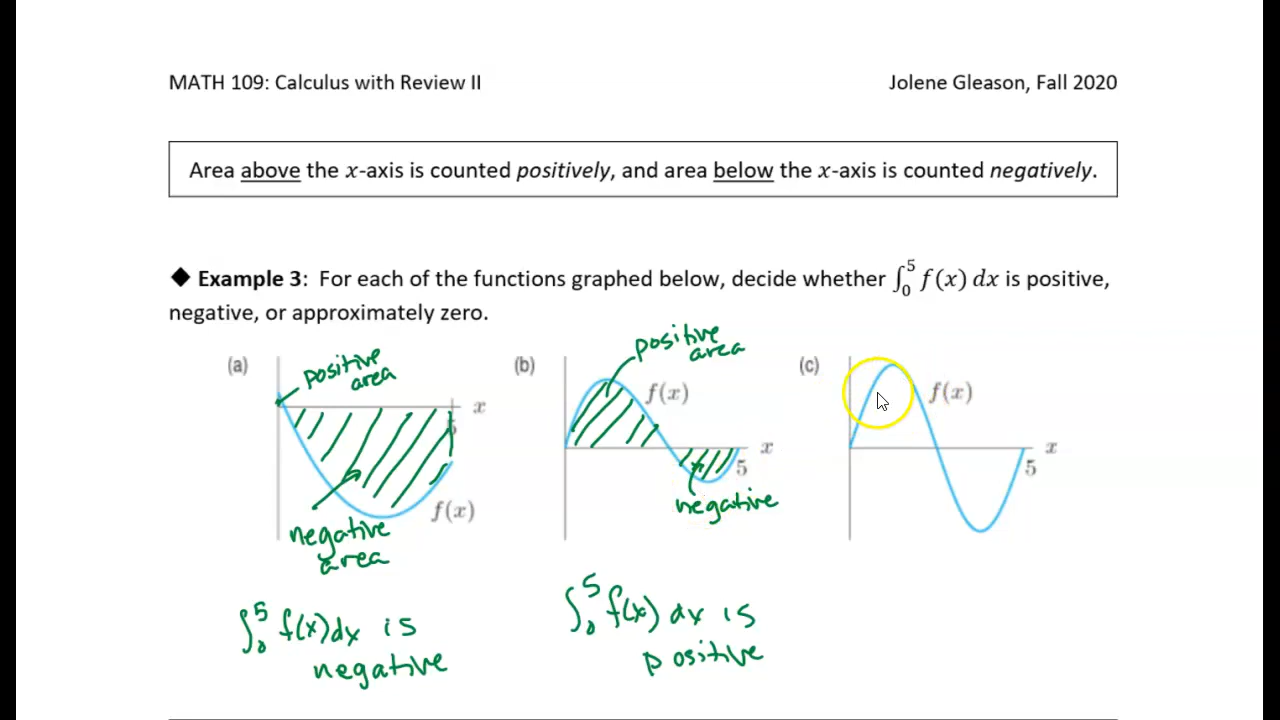 MATH 109: Calculus with Review II
Jolene Gleason, Fall 2020
Area above the x-axis is counted positively, and area below the x-axis is counted negatively.
◆ Example 3: For each of the functions graphed below, decide whether ∫₀⁵ f(x) dx is positive,
negative, or approximately zero.
(a)
positive
area
x
5
f(x)
negative
area
∫₀⁵ f(x)dx is
negative
(b)
positive
area
f(x)
x
5
negative
∫₀⁵ f(x) dx is
positive
(c)
f(x)
x
5